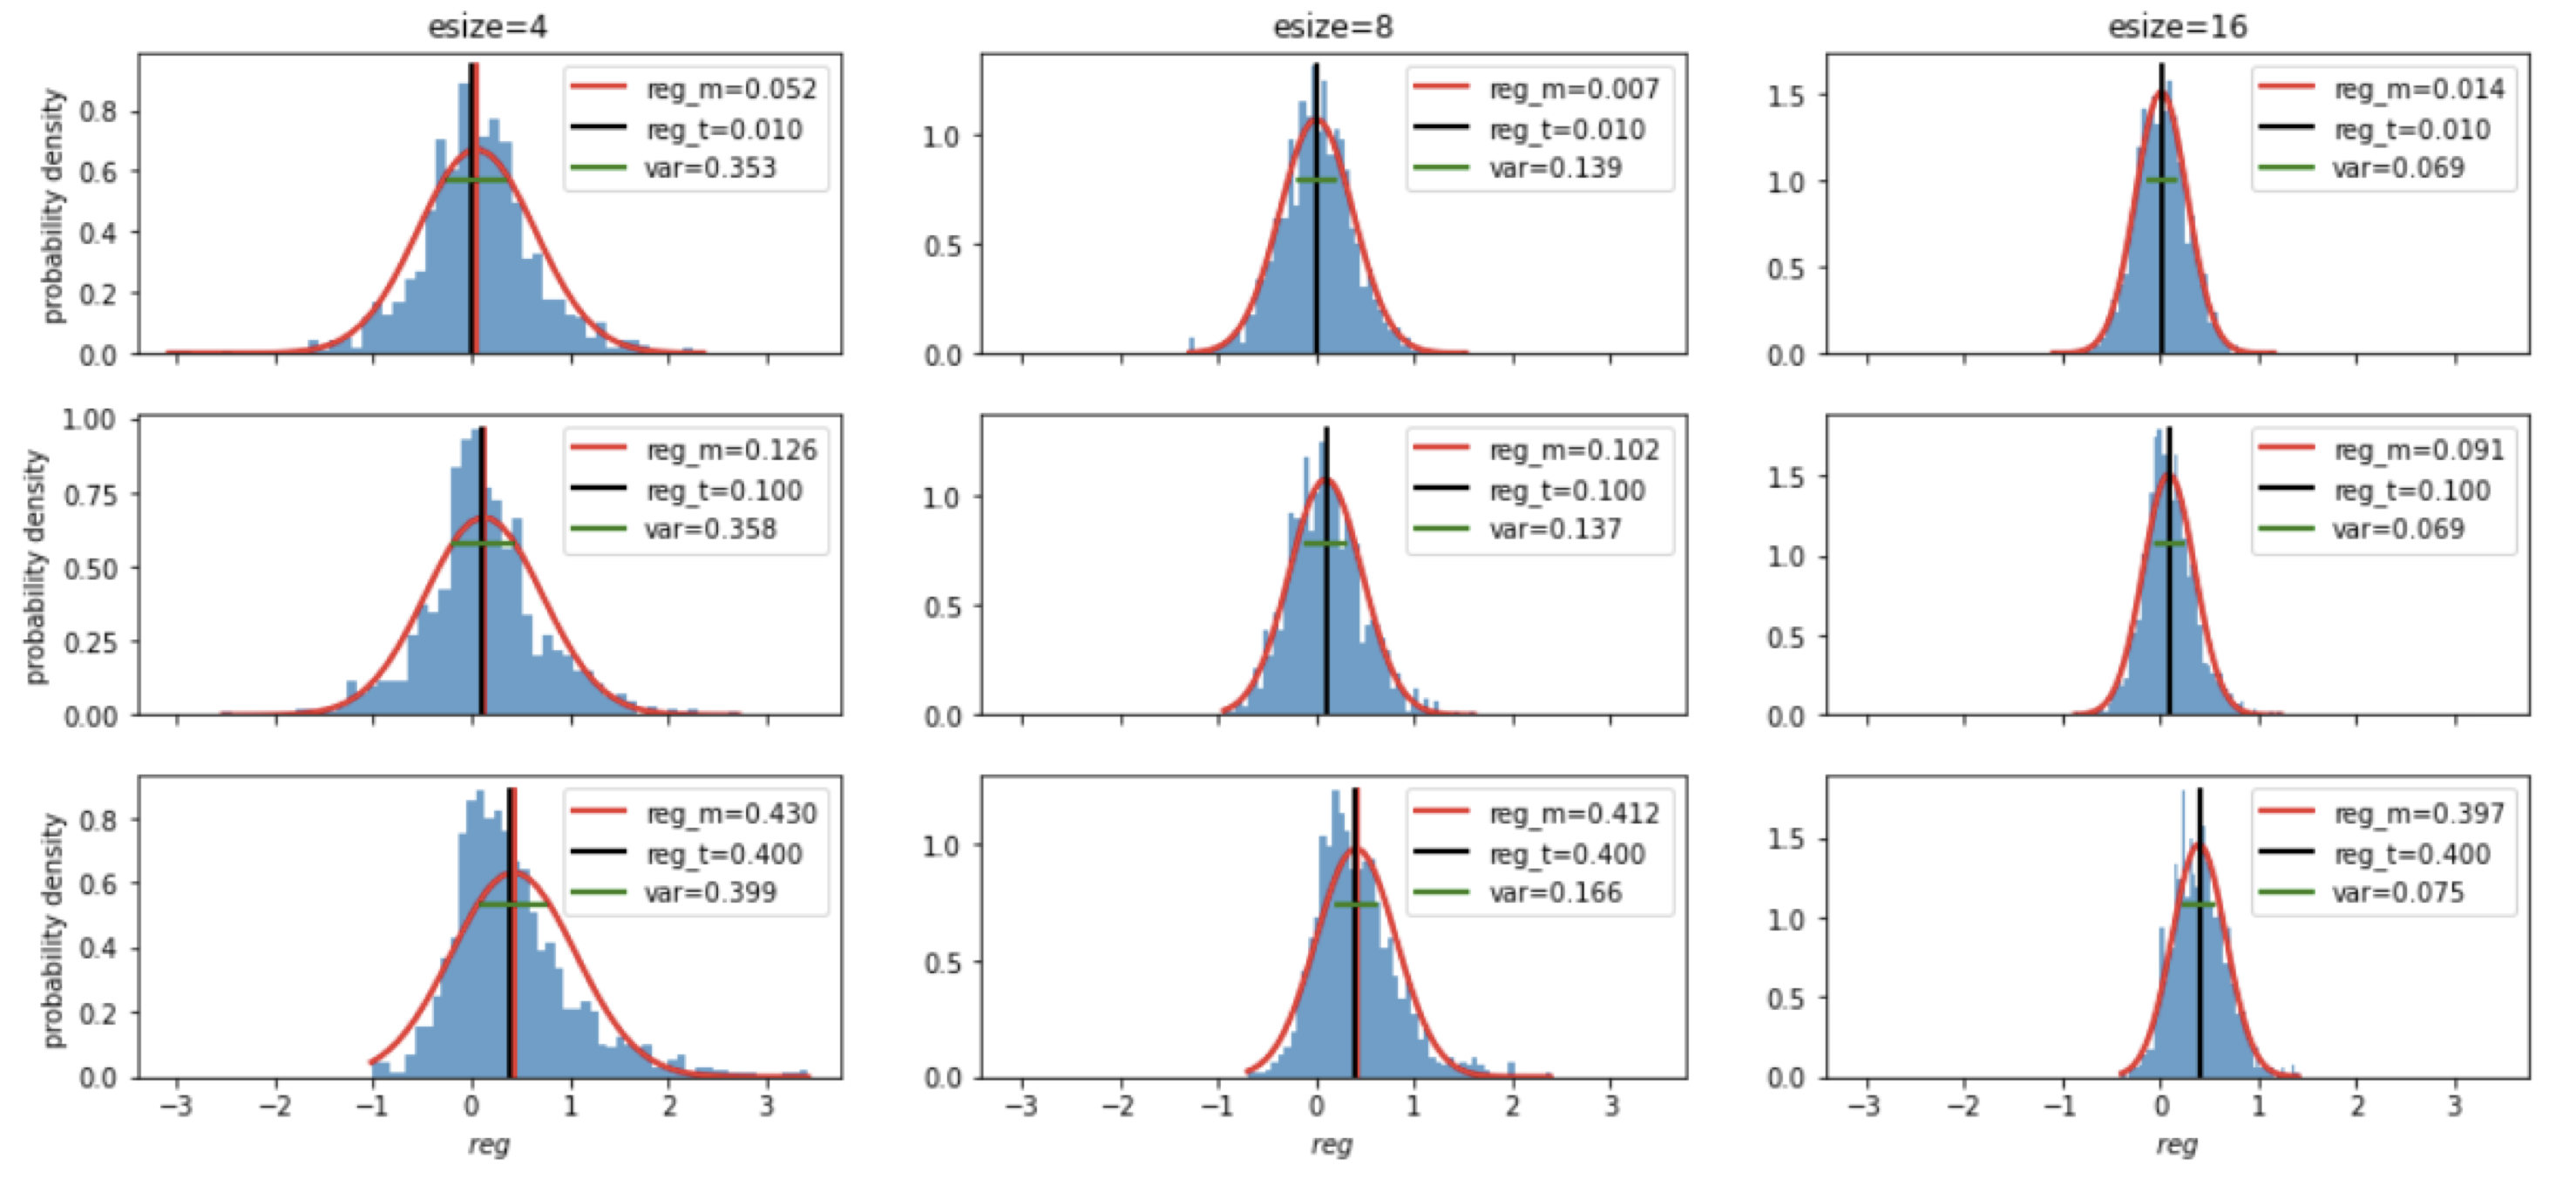 esize=4
esize=8
esize=16
probability density
0.8
0.6
0.4
0.2
0.0
reg_m=0.052
reg_t=0.010
var=0.353
1.0
0.5
0.0
reg_m=0.007
reg_t=0.010
var=0.139
1.5
1.0
0.5
0.0
reg_m=0.014
reg_t=0.010
var=0.069
probability density
1.00
0.75
0.50
0.25
0.00
reg_m=0.126
reg_t=0.100
var=0.358
1.0
0.5
0.0
reg_m=0.102
reg_t=0.100
var=0.137
1.5
1.0
0.5
0.0
reg_m=0.091
reg_t=0.100
var=0.069
probability density
0.8
0.6
0.4
0.2
0.0
reg_m=0.430
reg_t=0.400
var=0.399
−3 −2 −1 0 1 2 3
reg
1.0
0.5
0.0
reg_m=0.412
reg_t=0.400
var=0.166
−3 −2 −1 0 1 2 3
reg
1.5
1.0
0.5
0.0
reg_m=0.397
reg_t=0.400
var=0.075
−3 −2 −1 0 1 2 3
reg